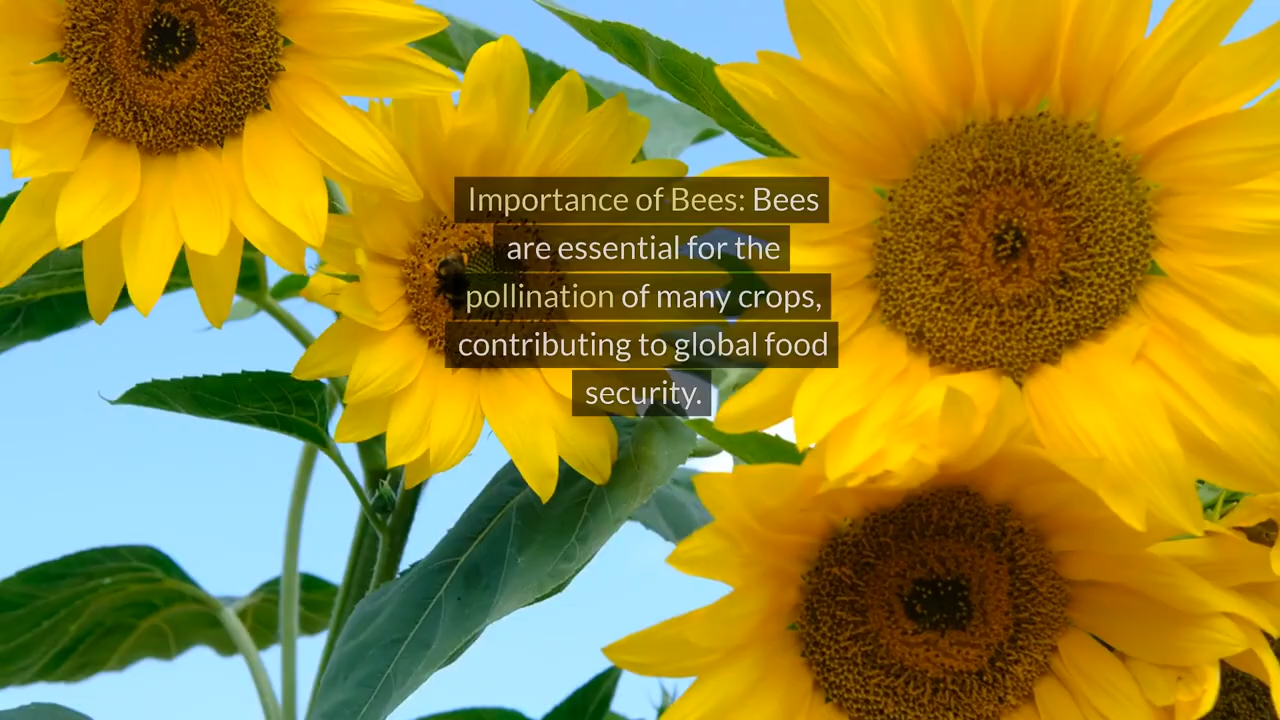 Importance of Bees: Bees
are essential for the
pollination of many crops,
contributing to global food
security.